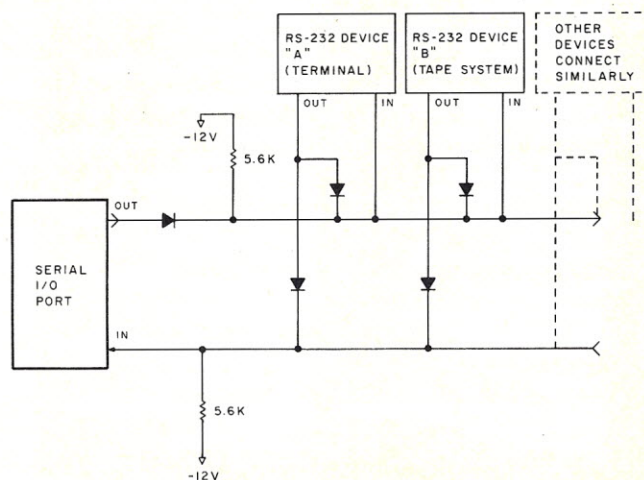 RS-232 DEVICE
"A"
(TERMINAL)
RS-232 DEVICE
"B"
(TAPE SYSTEM)
OTHER
DEVICES
CONNECT
SIMILARLY
OUT
IN
OUT
IN
-12V
5.6K
OUT
SERIAL
I/O
PORT
IN
5.6K
-12V